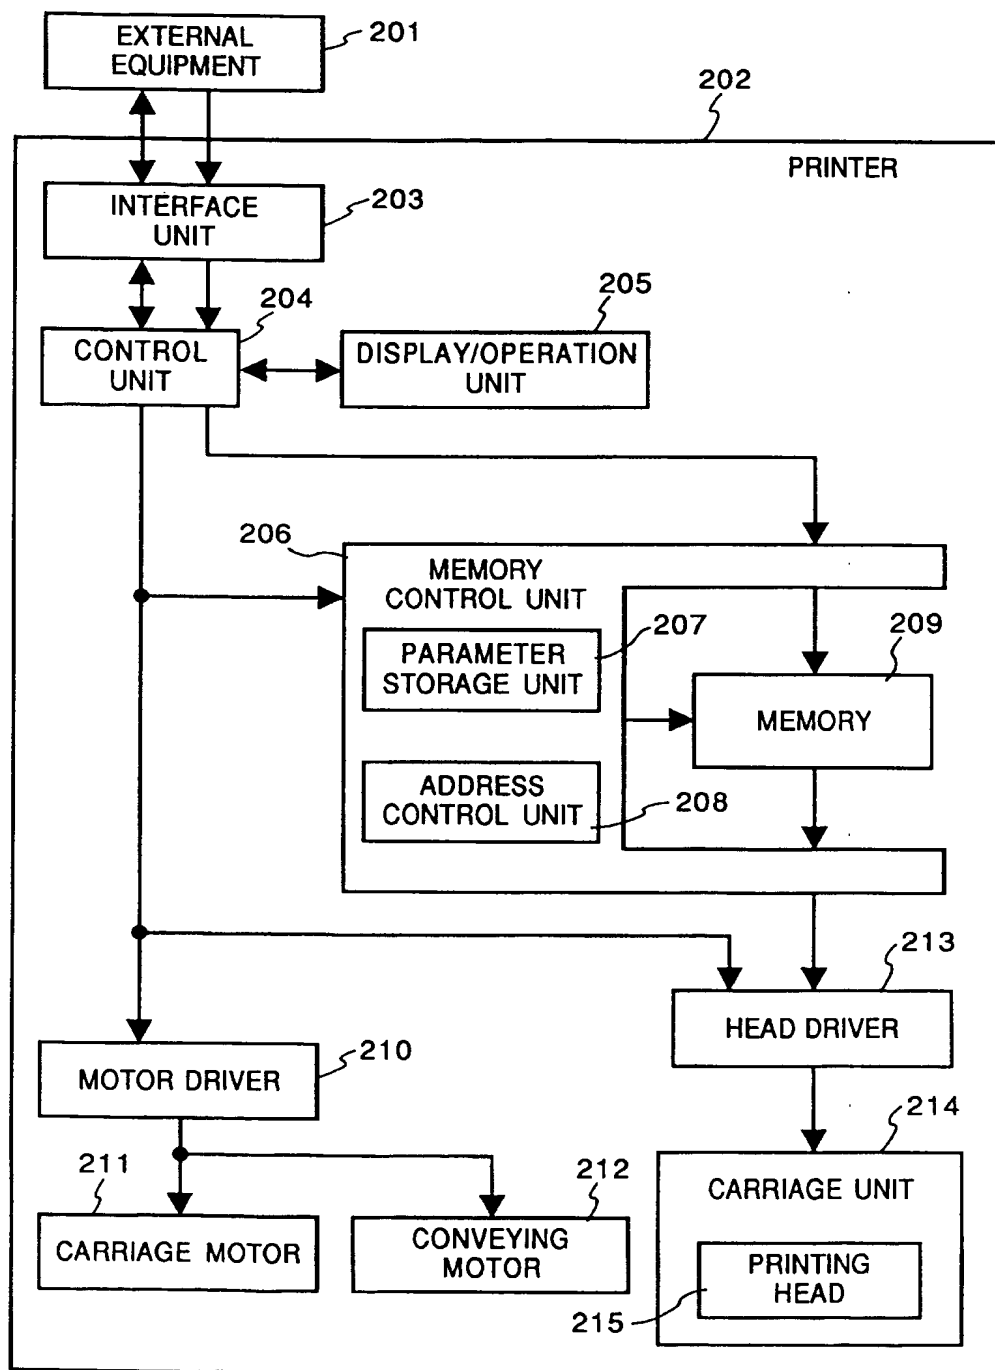 EXTERNAL
EQUIPMENT
201
202
PRINTER
INTERFACE
UNIT
203
204
205
CONTROL
UNIT
DISPLAY/OPERATION
UNIT
206
MEMORY
CONTROL UNIT
207
209
PARAMETER
STORAGE UNIT
MEMORY
ADDRESS
CONTROL UNIT
208
213
HEAD DRIVER
210
MOTOR DRIVER
214
211
212
CARRIAGE UNIT
CARRIAGE MOTOR
CONVEYING
MOTOR
PRINTING
HEAD
215